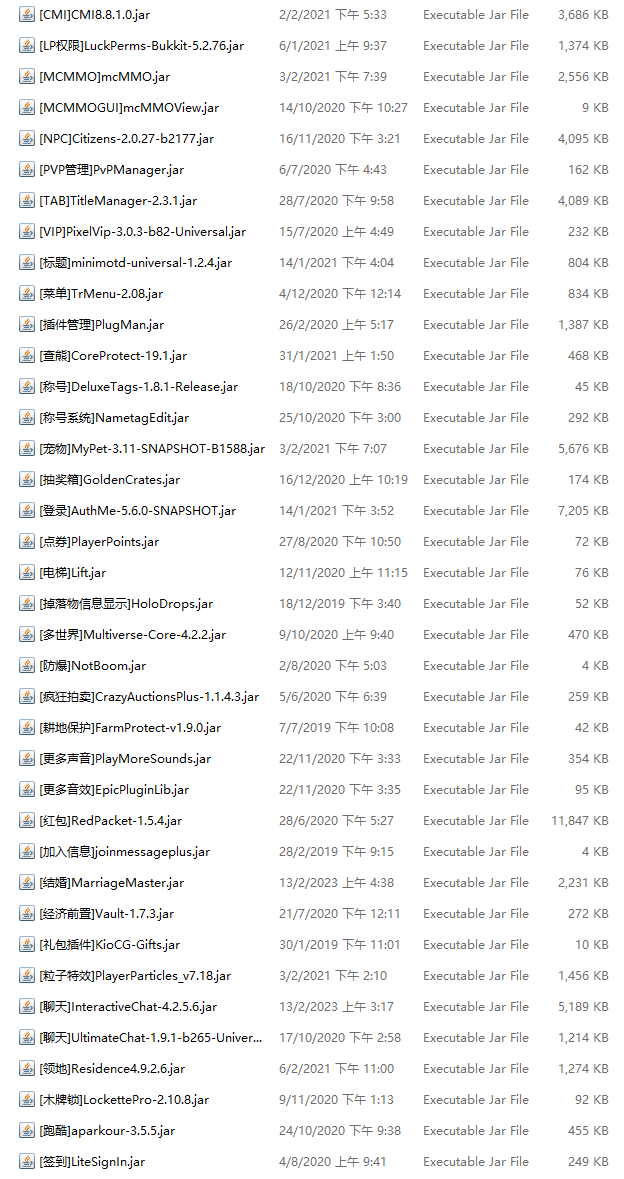 [CMI]CMI8.8.1.0.jar 2/2/2021 下午 5:33 Executable Jar File 3,686 KB
[LP权限]LuckPerms-Bukkit-5.2.76.jar 6/1/2021 上午 9:37 Executable Jar File 1,374 KB
[MCMMO]mcMMO.jar 3/2/2021 下午 7:39 Executable Jar File 2,556 KB
[MCMMOGUI]mcMMOView.jar 14/10/2020 下午 10:27 Executable Jar File 9 KB
[NPC]Citizens-2.0.27-b2177.jar 16/11/2020 下午 3:21 Executable Jar File 4,095 KB
[PVP管理]PvPManager.jar 6/7/2020 下午 4:43 Executable Jar File 162 KB
[TAB]TitleManager-2.3.1.jar 28/7/2020 下午 9:58 Executable Jar File 4,089 KB
[VIP]PixelVip-3.0.3-b82-Universal.jar 15/7/2020 上午 4:49 Executable Jar File 232 KB
[标题]minimotd-universal-1.2.4.jar 14/1/2021 下午 4:04 Executable Jar File 804 KB
[菜单]TrMenu-2.08.jar 4/12/2020 下午 12:14 Executable Jar File 834 KB
[插件管理]PlugMan.jar 26/2/2020 上午 5:17 Executable Jar File 1,387 KB
[查熊]CoreProtect-19.1.jar 31/1/2021 上午 1:50 Executable Jar File 468 KB
[称号]DeluxeTags-1.8.1-Release.jar 18/10/2020 下午 8:36 Executable Jar File 45 KB
[称号系统]NametagEdit.jar 25/10/2020 下午 3:00 Executable Jar File 292 KB
[宠物]MyPet-3.11-SNAPSHOT-B1588.jar 3/2/2021 下午 7:07 Executable Jar File 5,676 KB
[抽奖箱]GoldenCrates.jar 16/12/2020 上午 10:19 Executable Jar File 174 KB
[登录]AuthMe-5.6.0-SNAPSHOT.jar 14/1/2021 下午 3:52 Executable Jar File 7,205 KB
[点券]PlayerPoints.jar 27/8/2020 下午 10:50 Executable Jar File 72 KB
[电梯]Lift.jar 12/11/2020 上午 11:15 Executable Jar File 76 KB
[掉落物信息显示]HoloDrops.jar 18/12/2019 下午 3:40 Executable Jar File 52 KB
[多世界]Multiverse-Core-4.2.2.jar 9/10/2020 上午 9:40 Executable Jar File 470 KB
[防爆]NotBoom.jar 2/8/2020 下午 5:03 Executable Jar File 4 KB
[疯狂拍卖]CrazyAuctionsPlus-1.1.4.3.jar 5/6/2020 下午 6:39 Executable Jar File 259 KB
[耕地保护]FarmProtect-v1.9.0.jar 7/7/2019 下午 10:08 Executable Jar File 42 KB
[更多声音]PlayMoreSounds.jar 22/11/2020 下午 3:33 Executable Jar File 354 KB
[更多音效]EpicPluginLib.jar 22/11/2020 下午 3:35 Executable Jar File 95 KB
[红包]RedPacket-1.5.4.jar 28/6/2020 下午 5:27 Executable Jar File 11,847 KB
[加入信息]joinmessageplus.jar 28/2/2019 下午 9:15 Executable Jar File 4 KB
[结婚]MarriageMaster.jar 13/2/2023 上午 4:38 Executable Jar File 2,231 KB
[经济前置]Vault-1.7.3.jar 21/7/2020 下午 12:11 Executable Jar File 272 KB
[礼包插件]KioCG-Gifts.jar 30/1/2019 下午 11:01 Executable Jar File 10 KB
[粒子特效]PlayerParticles_v7.18.jar 3/2/2021 下午 2:10 Executable Jar File 1,456 KB
[聊天]InteractiveChat-4.2.5.6.jar 13/2/2023 上午 3:17 Executable Jar File 5,189 KB
[聊天]UltimateChat-1.9.1-b265-Univer... 17/10/2020 下午 2:58 Executable Jar File 1,214 KB
[领地]Residence4.9.2.6.jar 6/2/2021 下午 11:00 Executable Jar File 1,274 KB
[木牌锁]LockettePro-2.10.8.jar 9/11/2020 下午 1:13 Executable Jar File 92 KB
[跑酷]aparkour-3.5.5.jar 24/10/2020 下午 9:38 Executable Jar File 455 KB
[签到]LiteSignIn.jar 4/8/2020 上午 9:41 Executable Jar File 249 KB